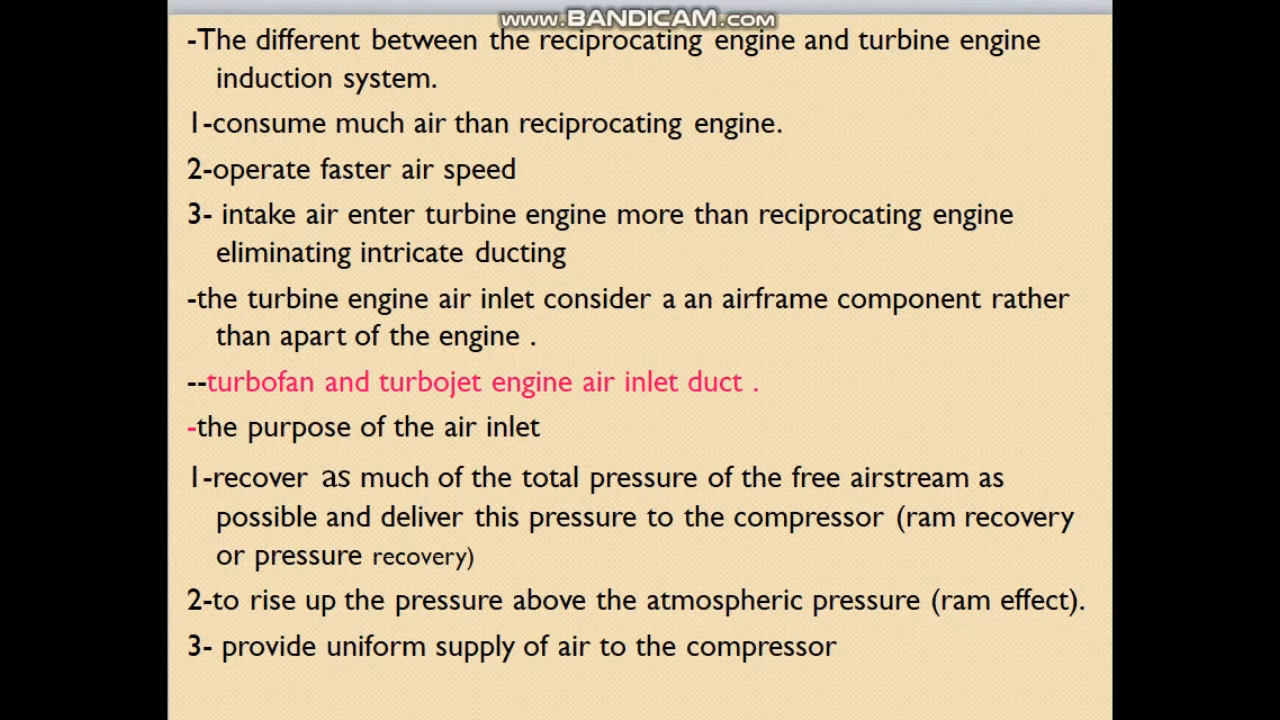 www.BANDICAM.com
-The different between the reciprocating engine and turbine engine
induction system.
1-consume much air than reciprocating engine.
2-operate faster air speed
3- intake air enter turbine engine more than reciprocating engine
eliminating intricate ducting
-the turbine engine air inlet consider a an airframe component rather
than apart of the engine .
--turbofan and turbojet engine air inlet duct .
-the purpose of the air inlet
1-recover as much of the total pressure of the free airstream as
possible and deliver this pressure to the compressor (ram recovery
or pressure recovery)
2-to rise up the pressure above the atmospheric pressure (ram effect).
3- provide uniform supply of air to the compressor